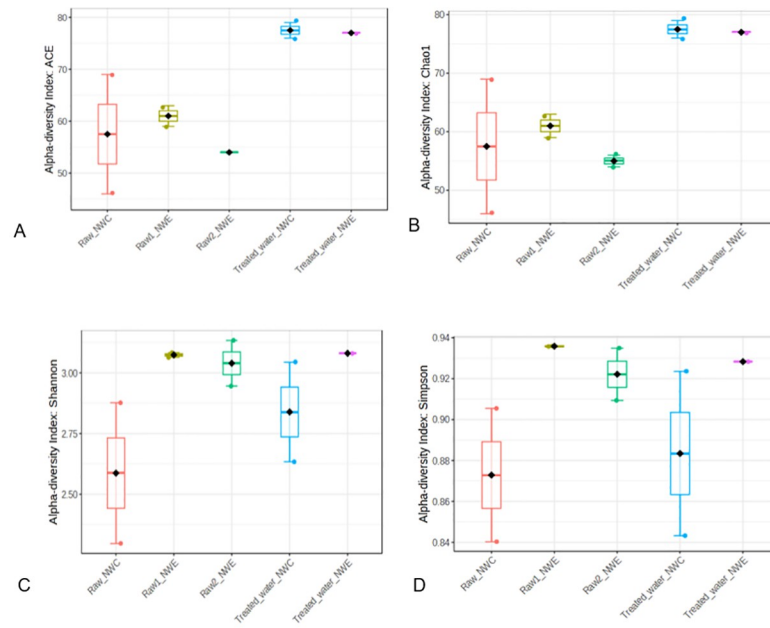 Alpha-diversity Index: ACE
80
70
60
50
Raw_NWC
Raw1_NWE
Raw2_NWE
Treated_water_NWC
Treated_water_NWE
A
Alpha-diversity Index: Chao1
80
70
60
50
Raw_NWC
Raw1_NWE
Raw2_NWE
Treated_water_NWC
Treated_water_NWE
B
Alpha-diversity Index: Shannon
3.00
2.75
2.50
Raw_NWC
Raw1_NWE
Raw2_NWE
Treated_water_NWC
Treated_water_NWE
C
Alpha-diversity Index: Simpson
0.94
0.92
0.90
0.88
0.86
0.84
Raw_NWC
Raw1_NWE
Raw2_NWE
Treated_water_NWC
Treated_water_NWE
D